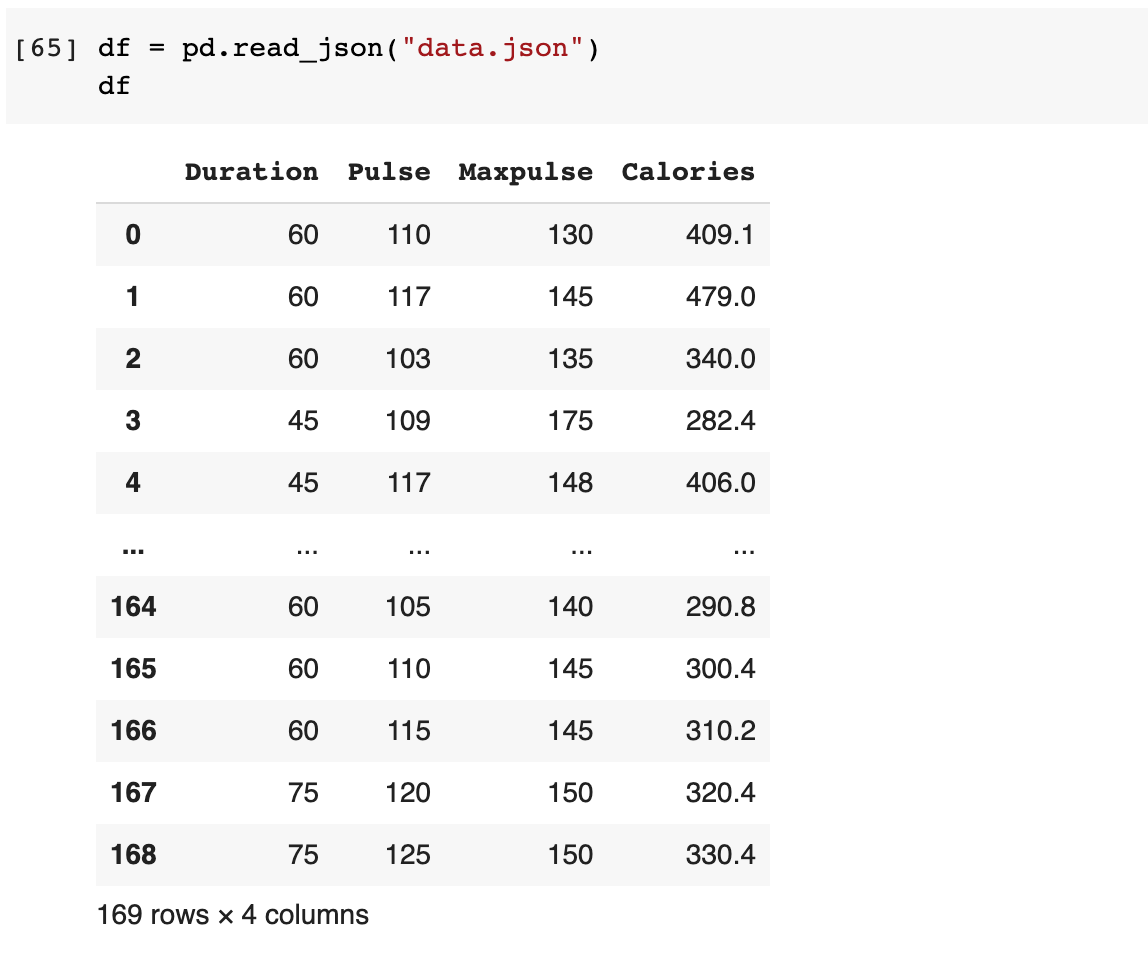 [65] df = pd.read_json("data.json")
df
Duration Pulse Maxpulse Calories
0 60 110 130 409.1
1 60 117 145 479.0
2 60 103 135 340.0
3 45 109 175 282.4
4 45 117 148 406.0
... ... ... ... ...
164 60 105 140 290.8
165 60 110 145 300.4
166 60 115 145 310.2
167 75 120 150 320.4
168 75 125 150 330.4
169 rows × 4 columns